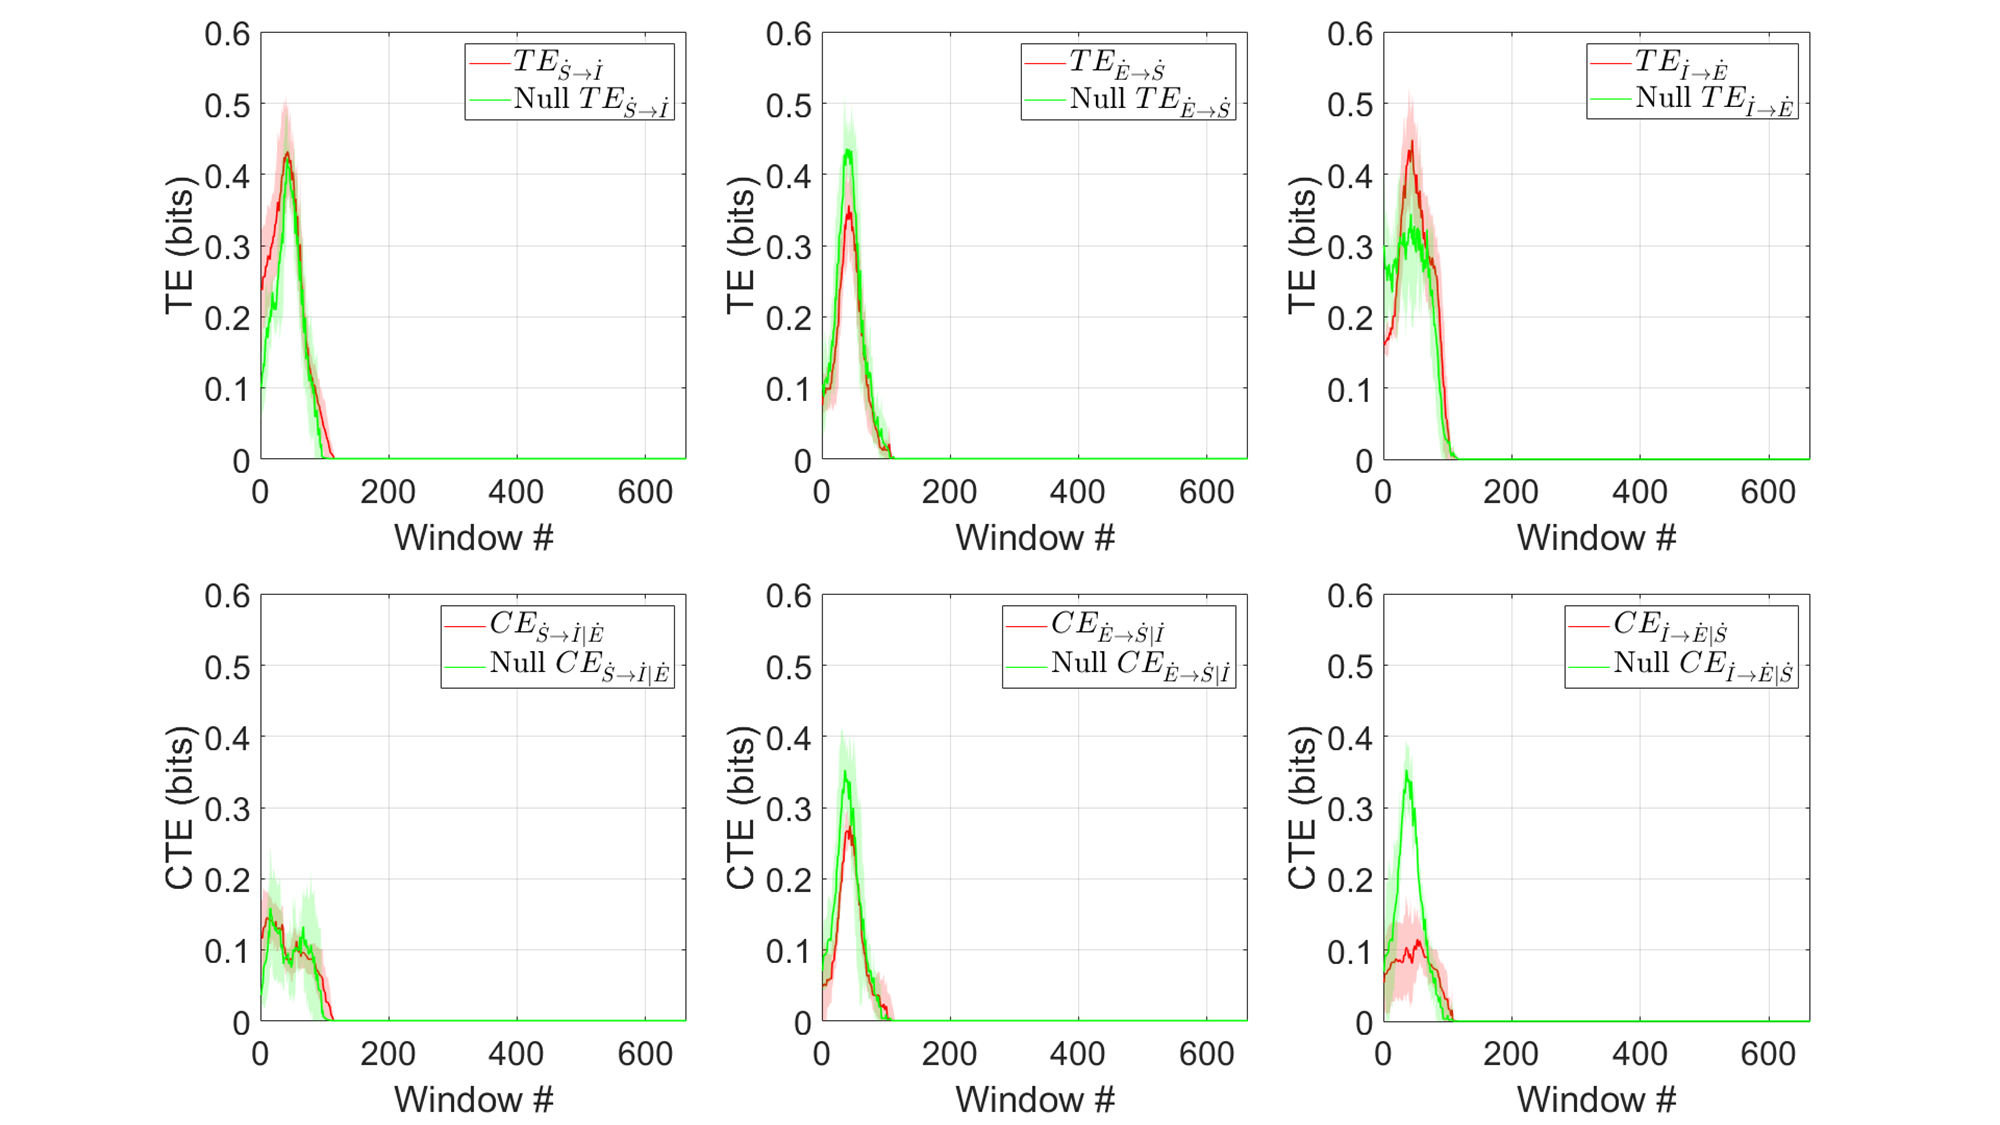 0.6
0.5
0.4
0.3
0.2
0.1
0
TE (bits)
0 200 400 600
Window #
TE_{Ṡ→İ}
Null TE_{Ṡ→İ}
0.6
0.5
0.4
0.3
0.2
0.1
0
TE (bits)
0 200 400 600
Window #
TE_{Ė→Ṡ}
Null TE_{Ė→Ṡ}
0.6
0.5
0.4
0.3
0.2
0.1
0
TE (bits)
0 200 400 600
Window #
TE_{İ→Ė}
Null TE_{İ→Ė}
0.6
0.5
0.4
0.3
0.2
0.1
0
CTE (bits)
0 200 400 600
Window #
CE_{Ṡ→İ|Ė}
Null CE_{Ṡ→İ|Ė}
0.6
0.5
0.4
0.3
0.2
0.1
0
CTE (bits)
0 200 400 600
Window #
CE_{Ė→Ṡ|İ}
Null CE_{Ė→Ṡ|İ}
0.6
0.5
0.4
0.3
0.2
0.1
0
CTE (bits)
0 200 400 600
Window #
CE_{İ→Ė|Ṡ}
Null CE_{İ→Ė|Ṡ}